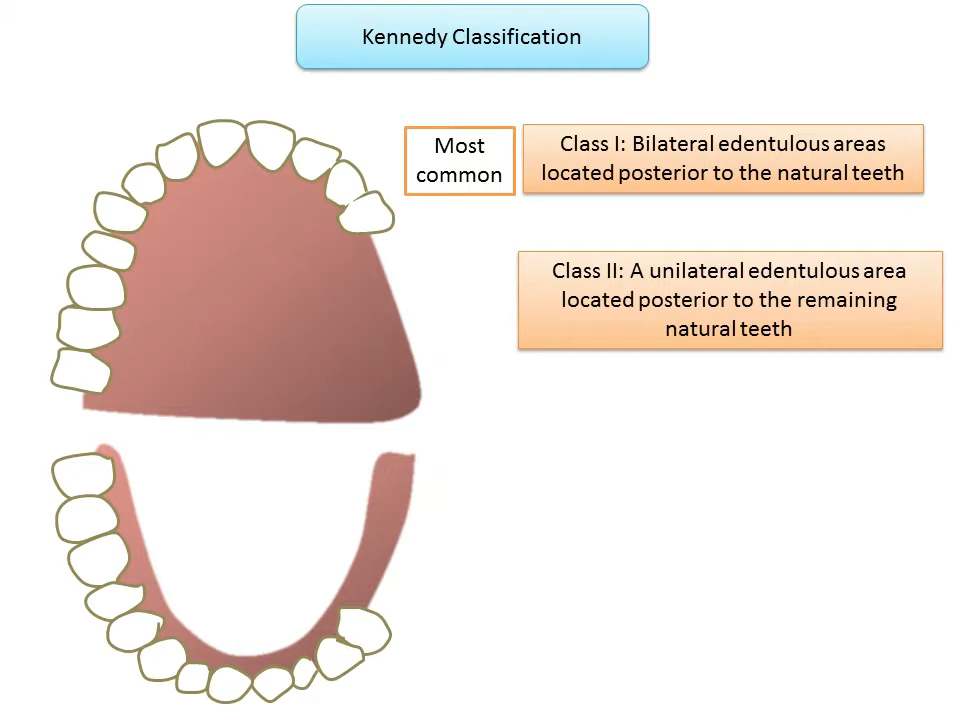 Kennedy Classification
Most
common
Class I: Bilateral edentulous areas
located posterior to the natural teeth
Class II: A unilateral edentulous area
located posterior to the remaining
natural teeth